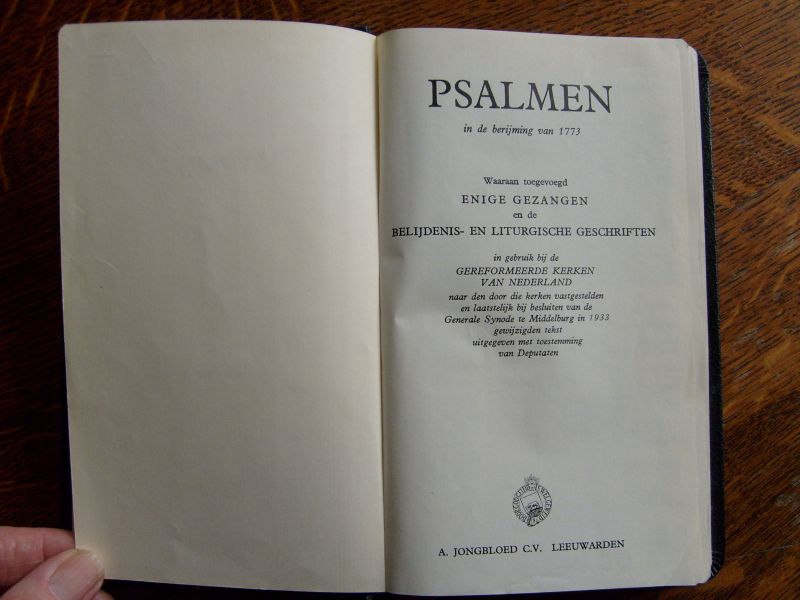 PSALMEN
in de berijming van 1773
Waaraan toegevoegd
ENIGE GEZANGEN
en de
BELIJDENIS- EN LITURGISCHE GESCHRIFTEN
in gebruik bij de
GEREFORMEERDE KERKEN
VAN NEDERLAND
naar den door die kerken vastgestelden
en laatstelijk bij besluiten van de
Generale Synode te Middelburg in 1933
gewijzigden tekst
uitgegeven met toestemming
van Deputaten
A. JONGBLOED C.V. LEEUWARDEN